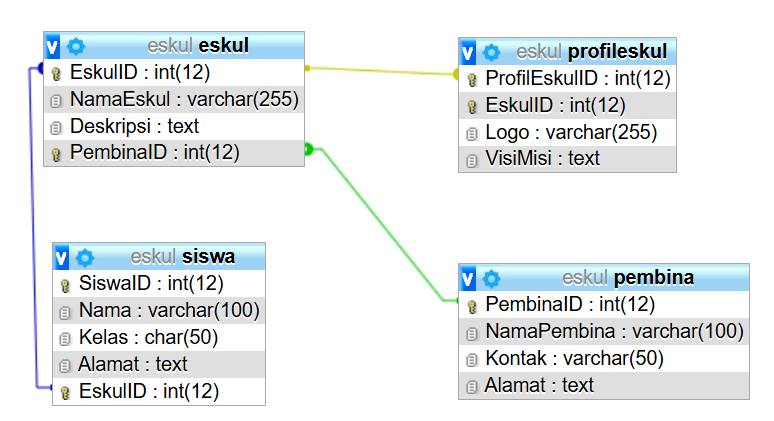 v eskul eskul
EskulID : int(12)
NamaEskul : varchar(255)
Deskripsi : text
PembinaID : int(12)
v eskul profileskul
ProfilEskulID : int(12)
EskulID : int(12)
Logo : varchar(255)
VisiMisi : text
v eskul siswa
SiswaID : int(12)
Nama : varchar(100)
Kelas : char(50)
Alamat : text
EskulID : int(12)
v eskul pembina
PembinaID : int(12)
NamaPembina : varchar(100)
Kontak : varchar(50)
Alamat : text